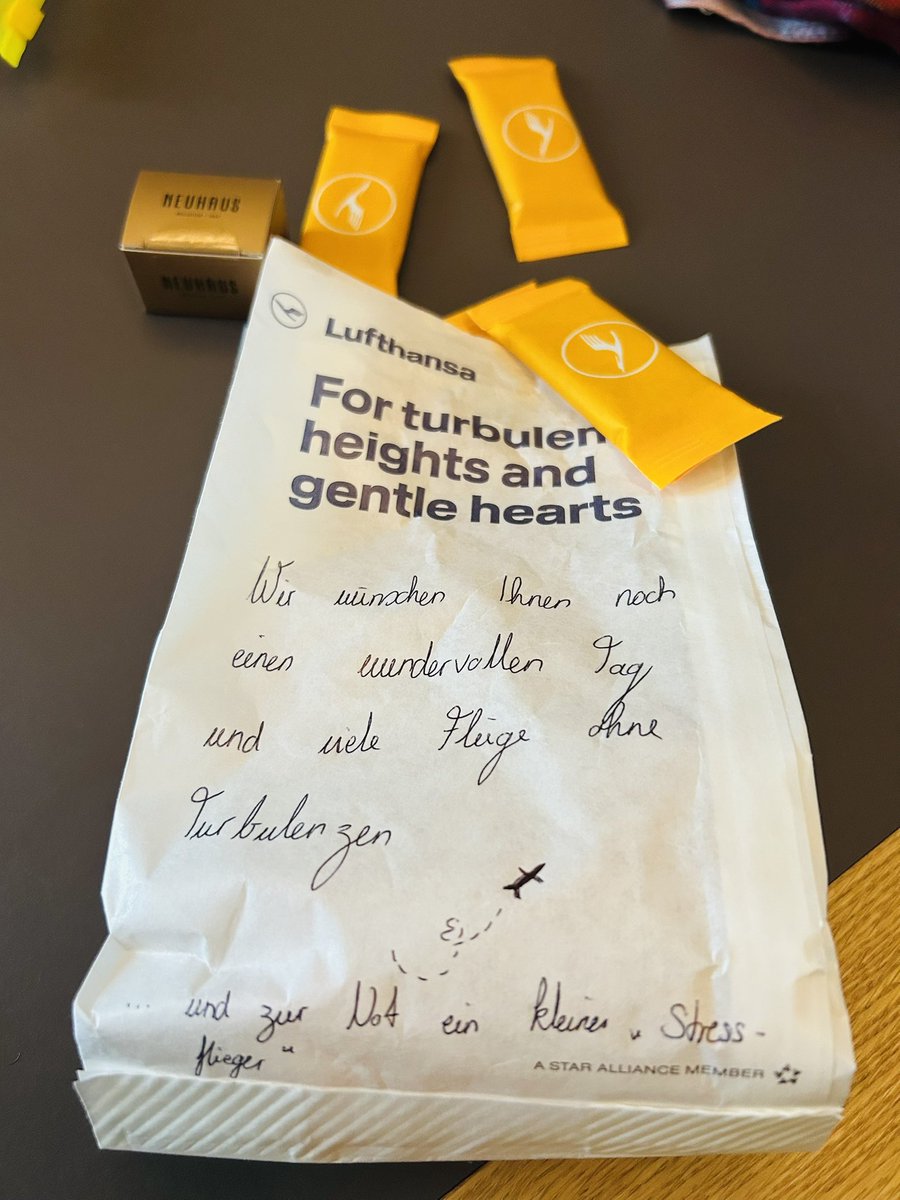 NEUHAUS
NEUHAUS
Lufthansa
For turbulen
heights and
gentle hearts
Wir wünschen Ihnen noch
einen wundervollen Tag
und viele Flüge ohne
Turbulenzen
... und zur Not ein kleiner „Stress-
flieger“
A STAR ALLIANCE MEMBER